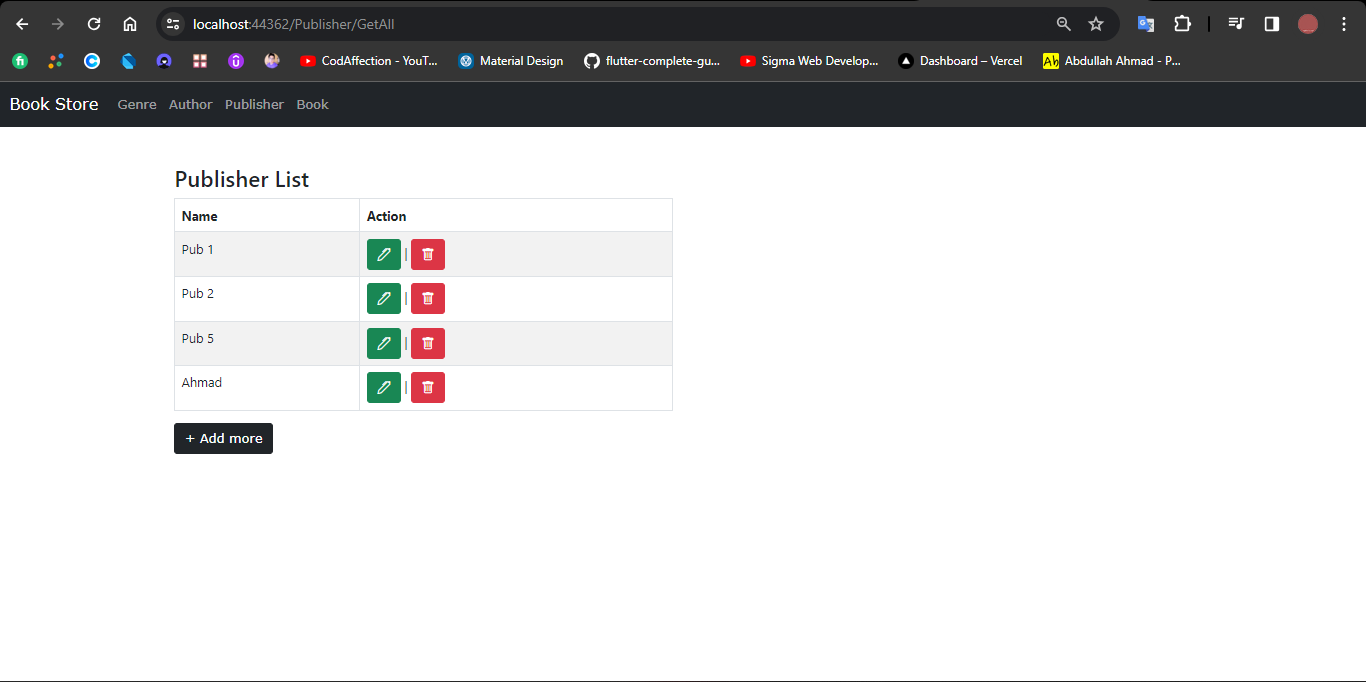 localhost:44362/Publisher/GetAll
CodAffection - YouT... Material Design flutter-complete-gu... Sigma Web Develop... Dashboard – Vercel Abdullah Ahmad - P...
Book Store Genre Author Publisher Book
Publisher List
Name Action
Pub 1 |
Pub 2 |
Pub 5 |
Ahmad |
+ Add more